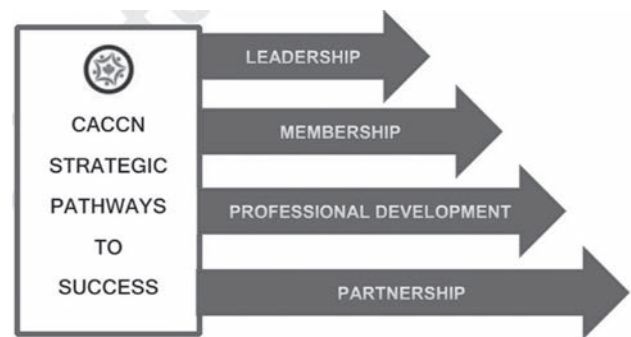 CACCN
STRATEGIC
PATHWAYS
TO
SUCCESS
LEADERSHIP
MEMBERSHIP
PROFESSIONAL DEVELOPMENT
PARTNERSHIP